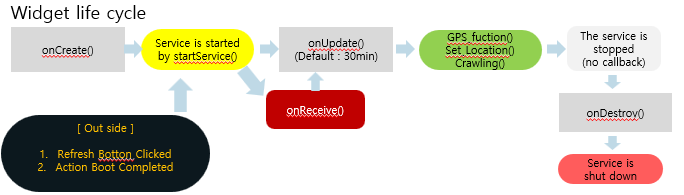 Widget life cycle
onCreate()
Service is started
by startService()
onUpdate()
(Default : 30min)
GPS_fuction()
Set_Location()
Crawling()
The service is
stopped
(no callback)
onReceive()
onDestroy()
[ Out side ]
1. Refresh Botton Clicked
2. Action Boot Completed
Service is
shut down